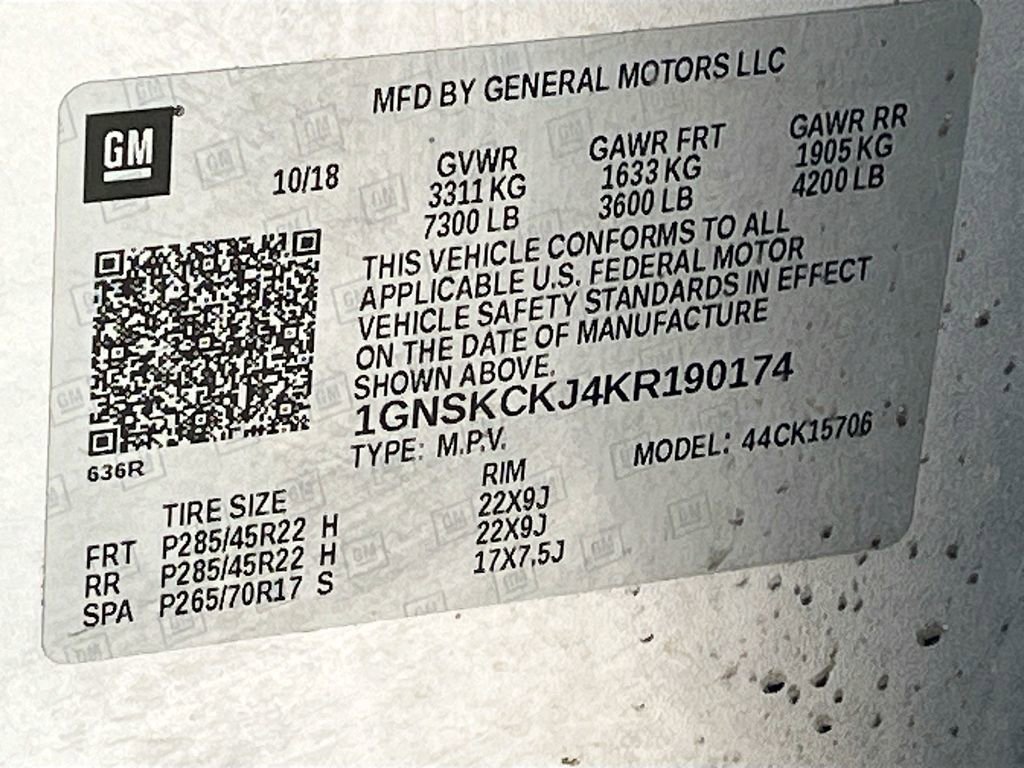 MFD BY GENERAL MOTORS LLC
GM
10/18
GVWR GAWR FRT GAWR RR
3311 KG 1633 KG 1905 KG
7300 LB 3600 LB 4200 LB
THIS VEHICLE CONFORMS TO ALL
APPLICABLE U.S. FEDERAL MOTOR
VEHICLE SAFETY STANDARDS IN EFFECT
ON THE DATE OF MANUFACTURE
SHOWN ABOVE.
1GNSKCKJ4KR190174
TYPE: M.P.V. MODEL: 44CK15706
636R
TIRE SIZE RIM
FRT P285/45R22 H 22X9J
RR P285/45R22 H 22X9J
SPA P265/70R17 S 17X7.5J